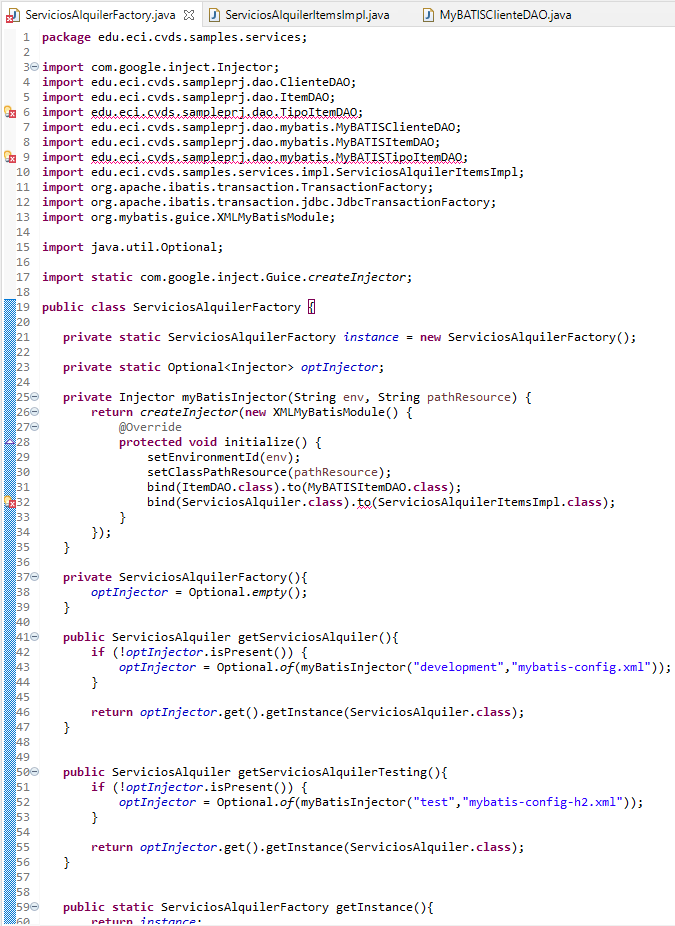 ServiciosAlquilerFactory.java ServiciosAlquilerItemsImpl.java MyBATISClienteDAO.java
1 package edu.eci.cvds.samples.services;
2
3 import com.google.inject.Injector;
4 import edu.eci.cvds.sampleprj.dao.ClienteDAO;
5 import edu.eci.cvds.sampleprj.dao.ItemDAO;
6 import edu.eci.cvds.sampleprj.dao.TipoItemDAO;
7 import edu.eci.cvds.sampleprj.dao.mybatis.MyBATISClienteDAO;
8 import edu.eci.cvds.sampleprj.dao.mybatis.MyBATISItemDAO;
9 import edu.eci.cvds.sampleprj.dao.mybatis.MyBATISTipoItemDAO;
10 import edu.eci.cvds.samples.services.impl.ServiciosAlquilerItemsImpl;
11 import org.apache.ibatis.transaction.TransactionFactory;
12 import org.apache.ibatis.transaction.jdbc.JdbcTransactionFactory;
13 import org.mybatis.guice.XMLMyBatisModule;
14
15 import java.util.Optional;
16
17 import static com.google.inject.Guice.createInjector;
18
19 public class ServiciosAlquilerFactory {
20
21 private static ServiciosAlquilerFactory instance = new ServiciosAlquilerFactory();
22
23 private static Optional<Injector> optInjector;
24
25 private Injector myBatisInjector(String env, String pathResource) {
26 return createInjector(new XMLMyBatisModule() {
27 @Override
28 protected void initialize() {
29 setEnvironmentId(env);
30 setClassPathResource(pathResource);
31 bind(ItemDAO.class).to(MyBATISItemDAO.class);
32 bind(ServiciosAlquiler.class).to(ServiciosAlquilerItemsImpl.class);
33 }
34 });
35 }
36
37 private ServiciosAlquilerFactory(){
38 optInjector = Optional.empty();
39 }
40
41 public ServiciosAlquiler getServiciosAlquiler(){
42 if (!optInjector.isPresent()) {
43 optInjector = Optional.of(myBatisInjector("development","mybatis-config.xml"));
44 }
45
46 return optInjector.get().getInstance(ServiciosAlquiler.class);
47 }
48
49
50 public ServiciosAlquiler getServiciosAlquilerTesting(){
51 if (!optInjector.isPresent()) {
52 optInjector = Optional.of(myBatisInjector("test","mybatis-config-h2.xml"));
53 }
54
55 return optInjector.get().getInstance(ServiciosAlquiler.class);
56 }
57
58
59 public static ServiciosAlquilerFactory getInstance(){
60 return instance;